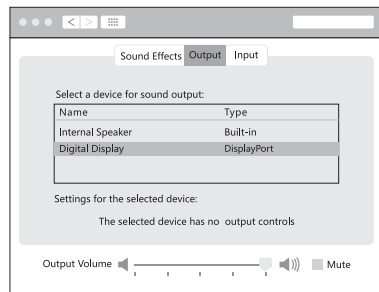 Sound Effects Output Input
Select a device for sound output:
Name Type
Internal Speaker Built-in
Digital Display DisplayPort
Settings for the selected device:
The selected device has no output controls
Output Volume Mute